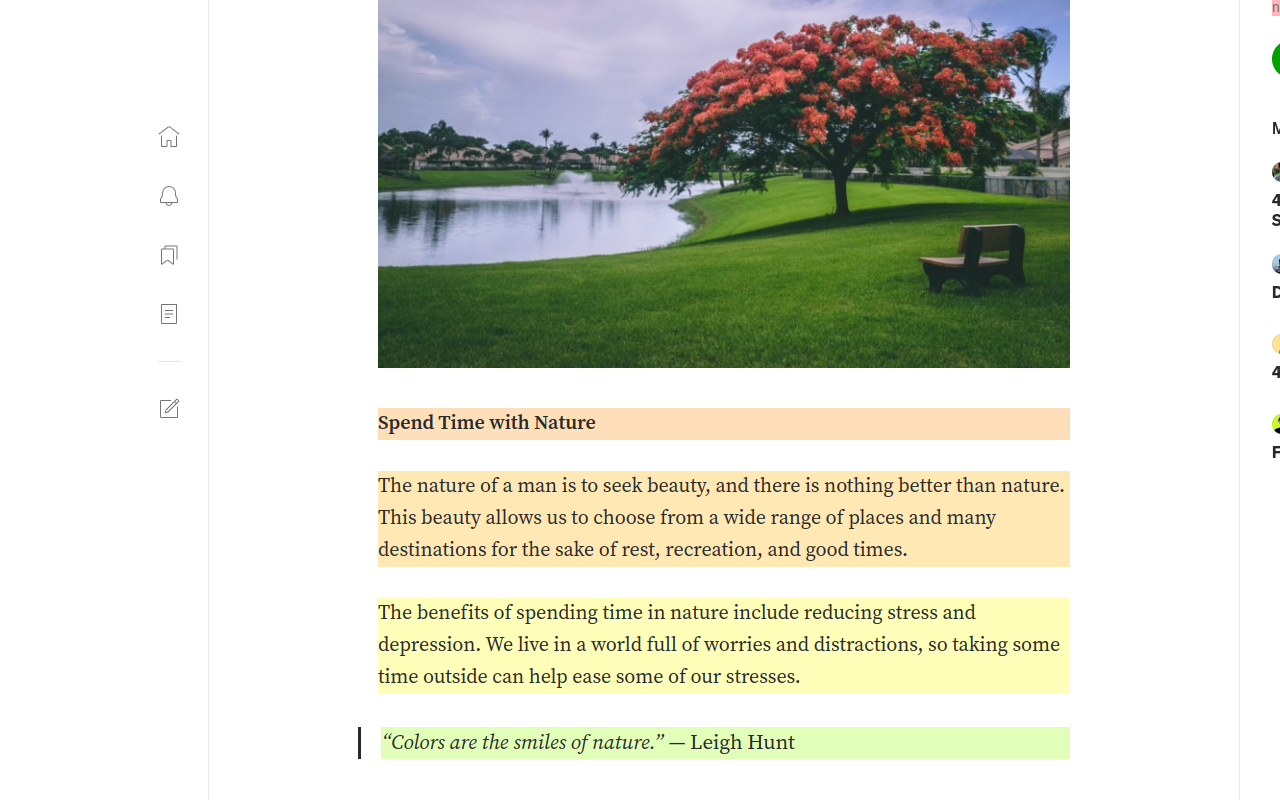 Spend Time with Nature
The nature of a man is to seek beauty, and there is nothing better than nature.
This beauty allows us to choose from a wide range of places and many
destinations for the sake of rest, recreation, and good times.
The benefits of spending time in nature include reducing stress and
depression. We live in a world full of worries and distractions, so taking some
time outside can help ease some of our stresses.
“Colors are the smiles of nature.” — Leigh Hunt